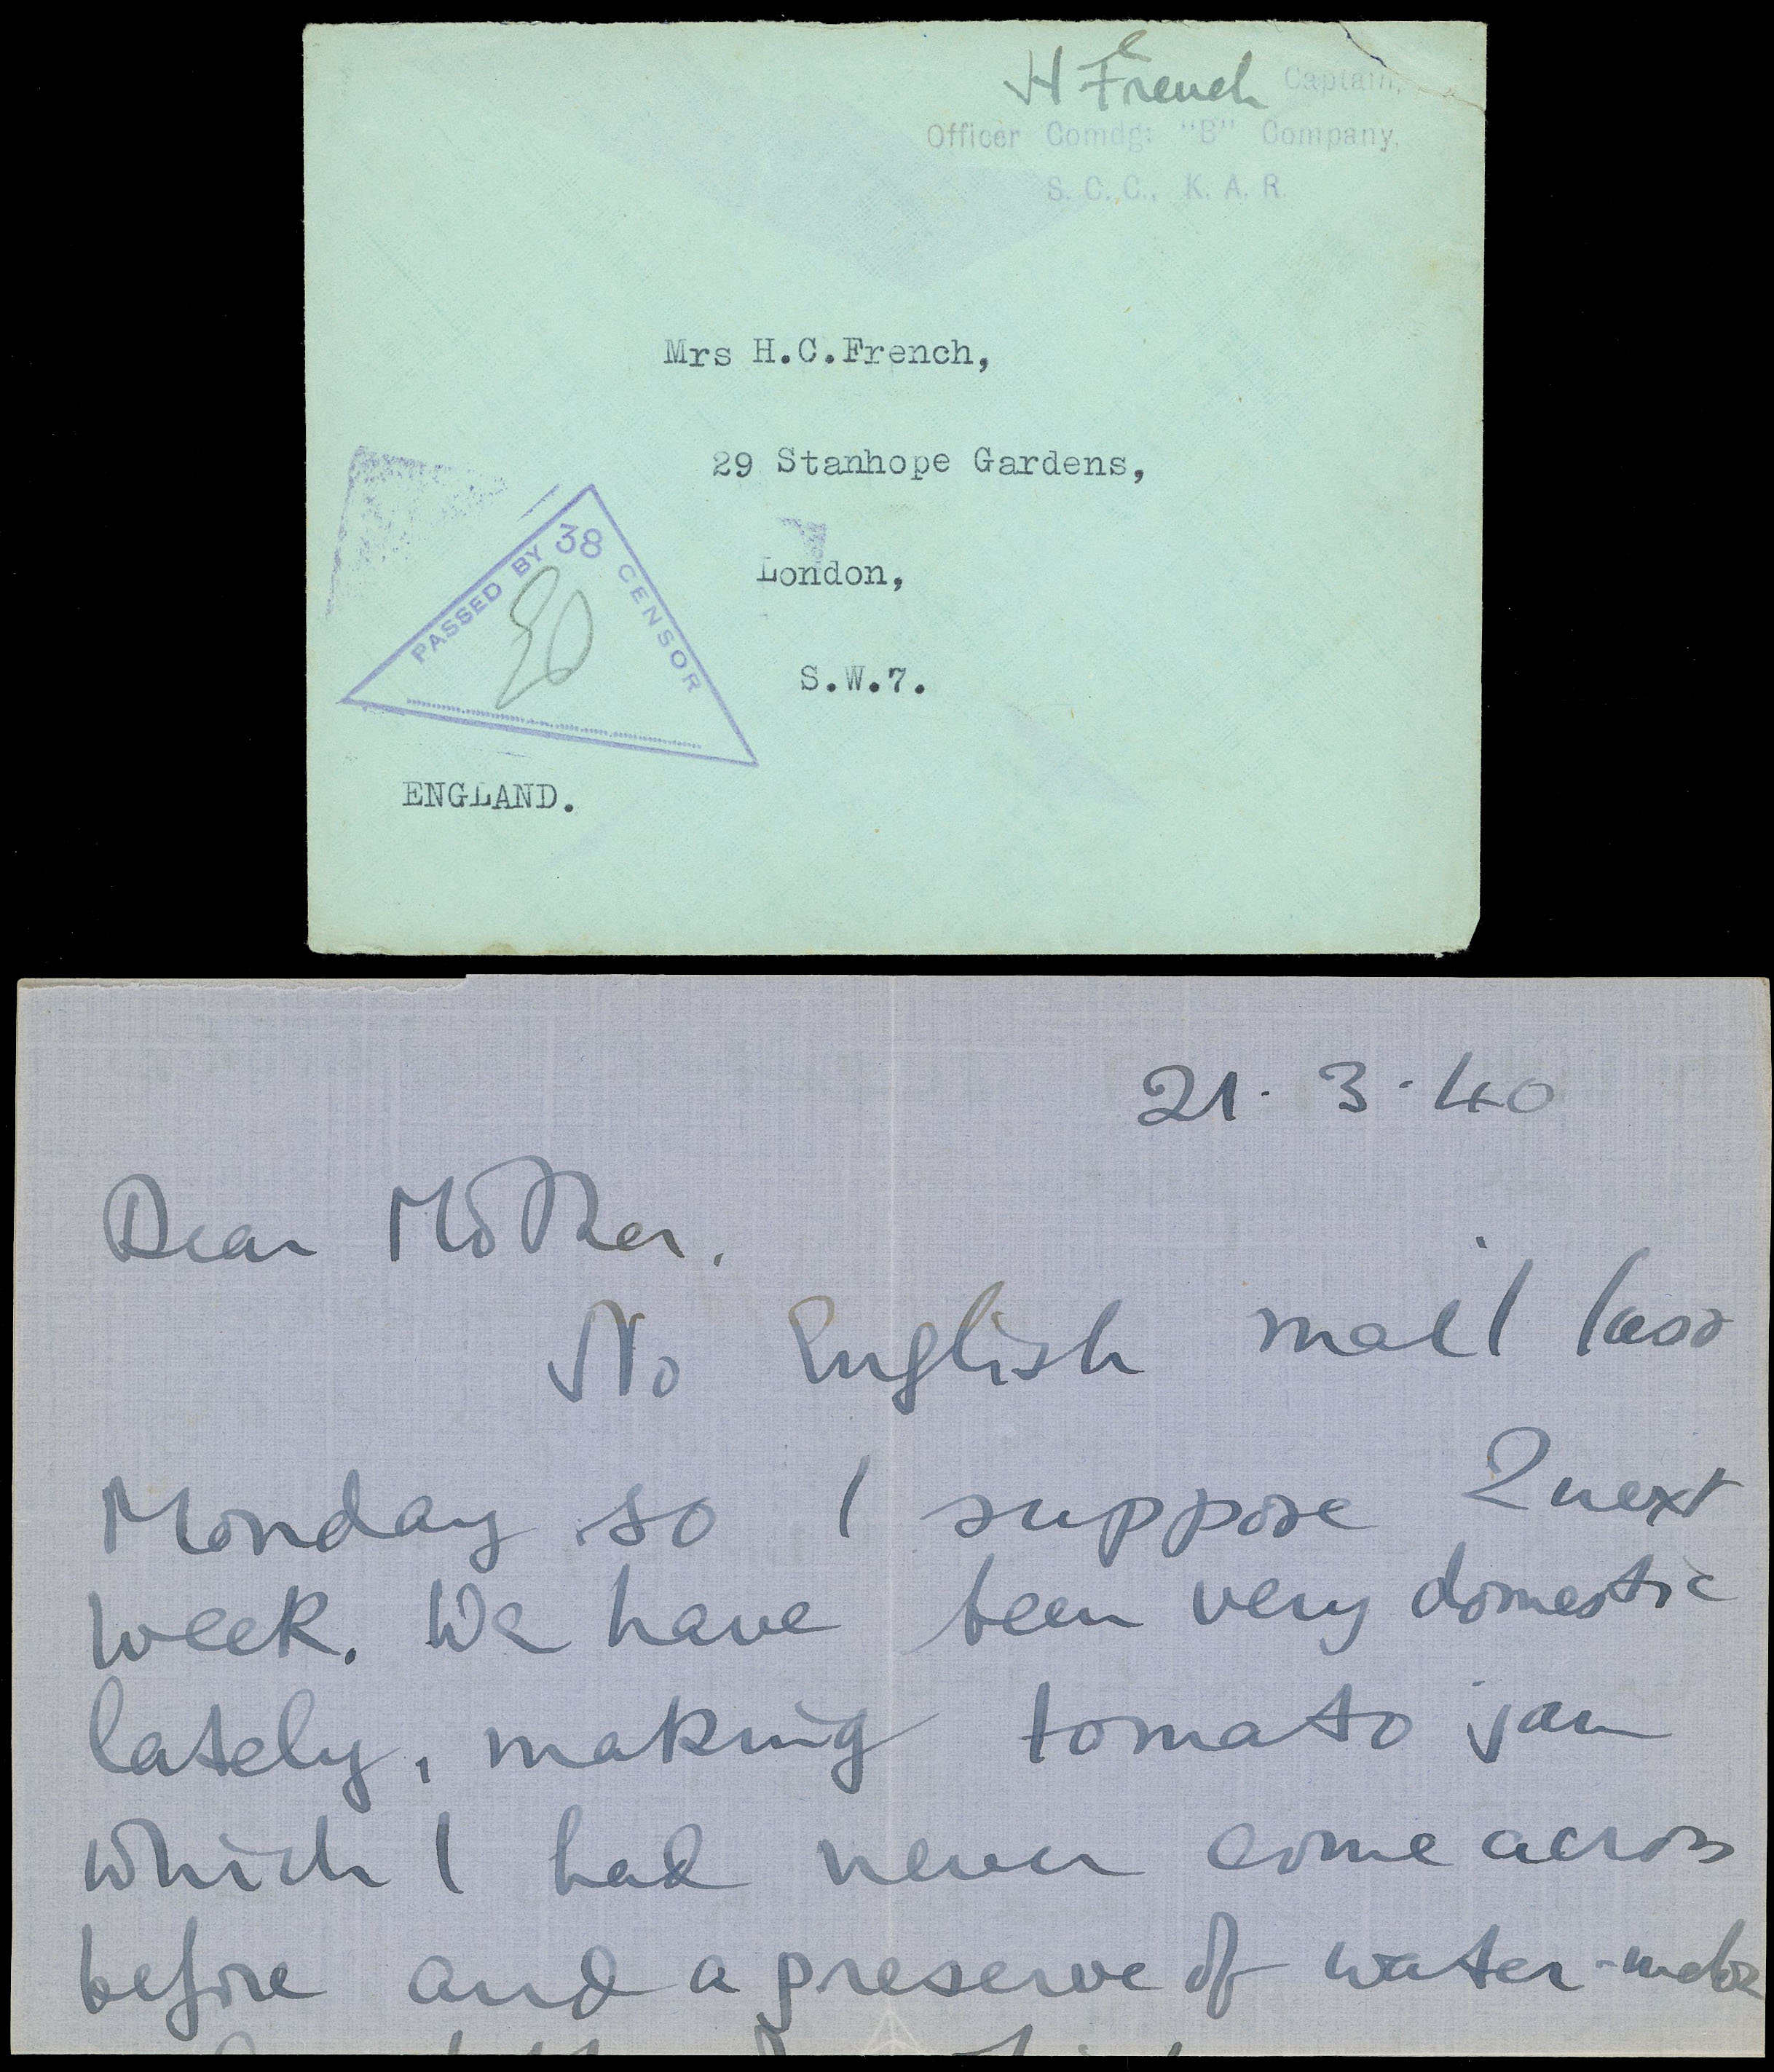 H French Captain,
Officer Comdg: "B" Company,
S. C. C., K. A. R.
Mrs H.C.French,
29 Stanhope Gardens,
London,
S.W.7.
PASSED BY 38 CENSOR
ENGLAND.
21. 3. 40
Dear Mother.
No English mail last
Monday so I suppose 2 next
week. We have been very domestic
lately, making tomato jam
which I had never come across
before and a preserve of water-melon